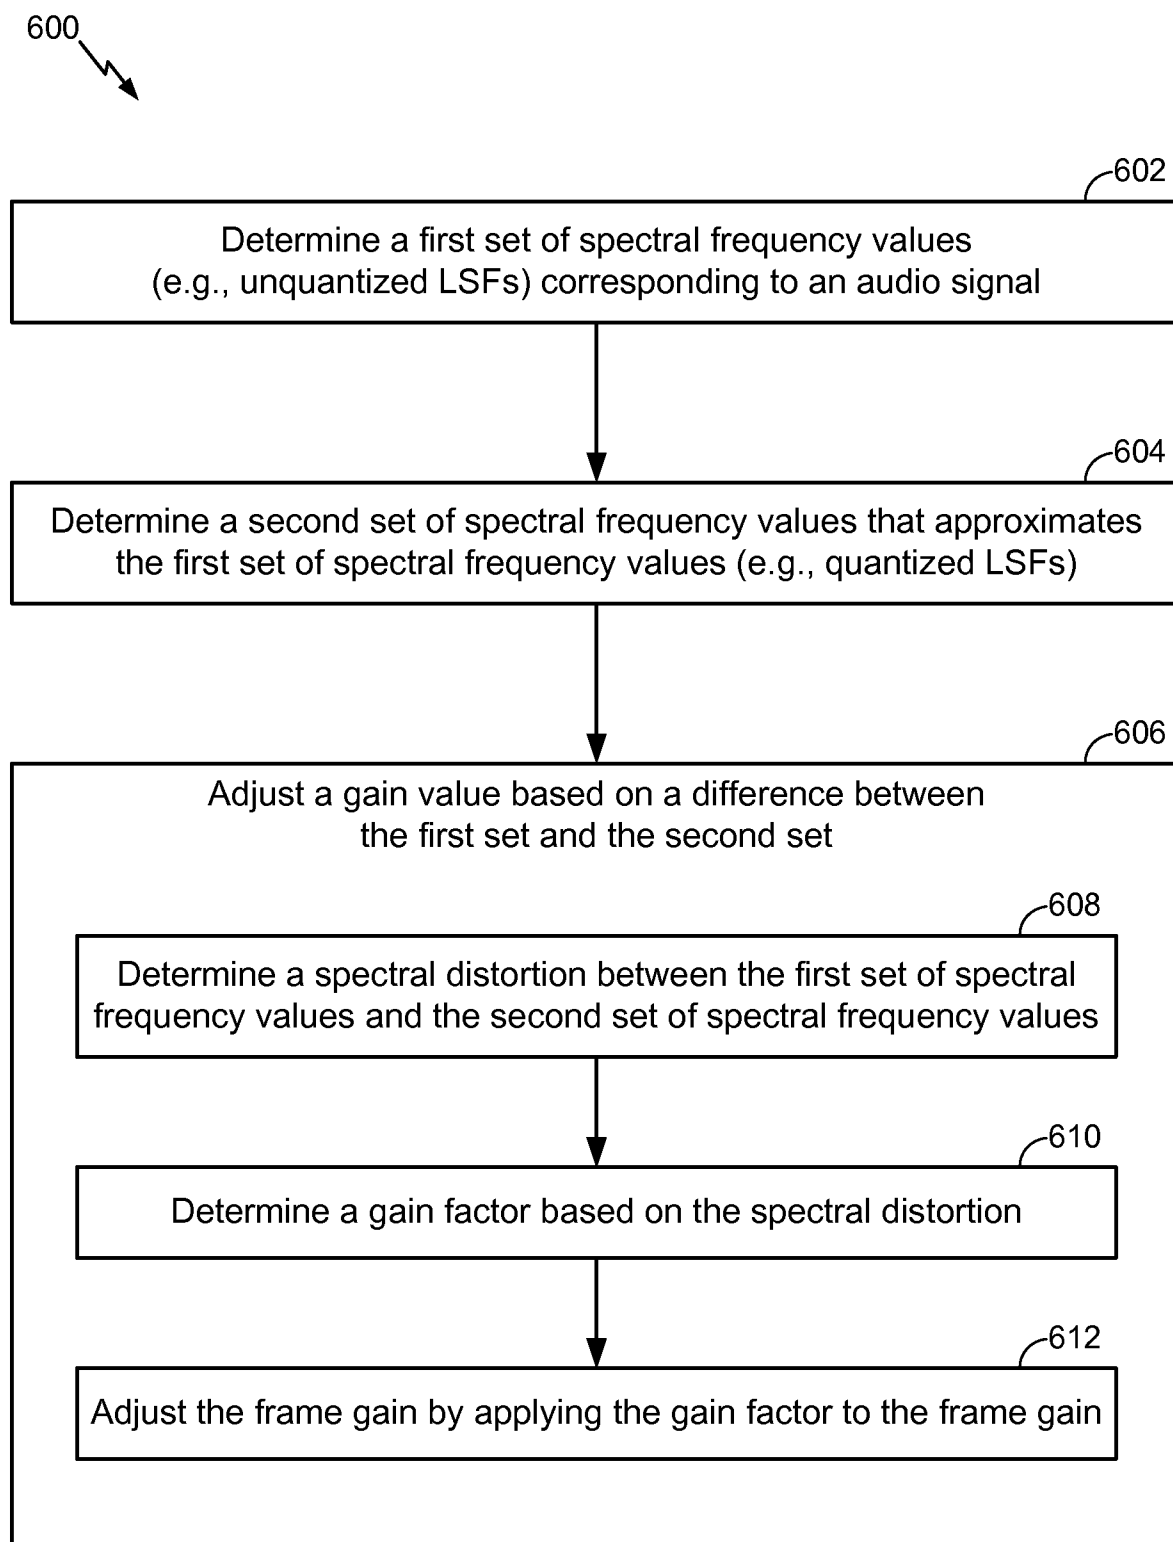 600
602
Determine a first set of spectral frequency values
(e.g., unquantized LSFs) corresponding to an audio signal
604
Determine a second set of spectral frequency values that approximates
the first set of spectral frequency values (e.g., quantized LSFs)
606
Adjust a gain value based on a difference between
the first set and the second set
608
Determine a spectral distortion between the first set of spectral
frequency values and the second set of spectral frequency values
610
Determine a gain factor based on the spectral distortion
612
Adjust the frame gain by applying the gain factor to the frame gain